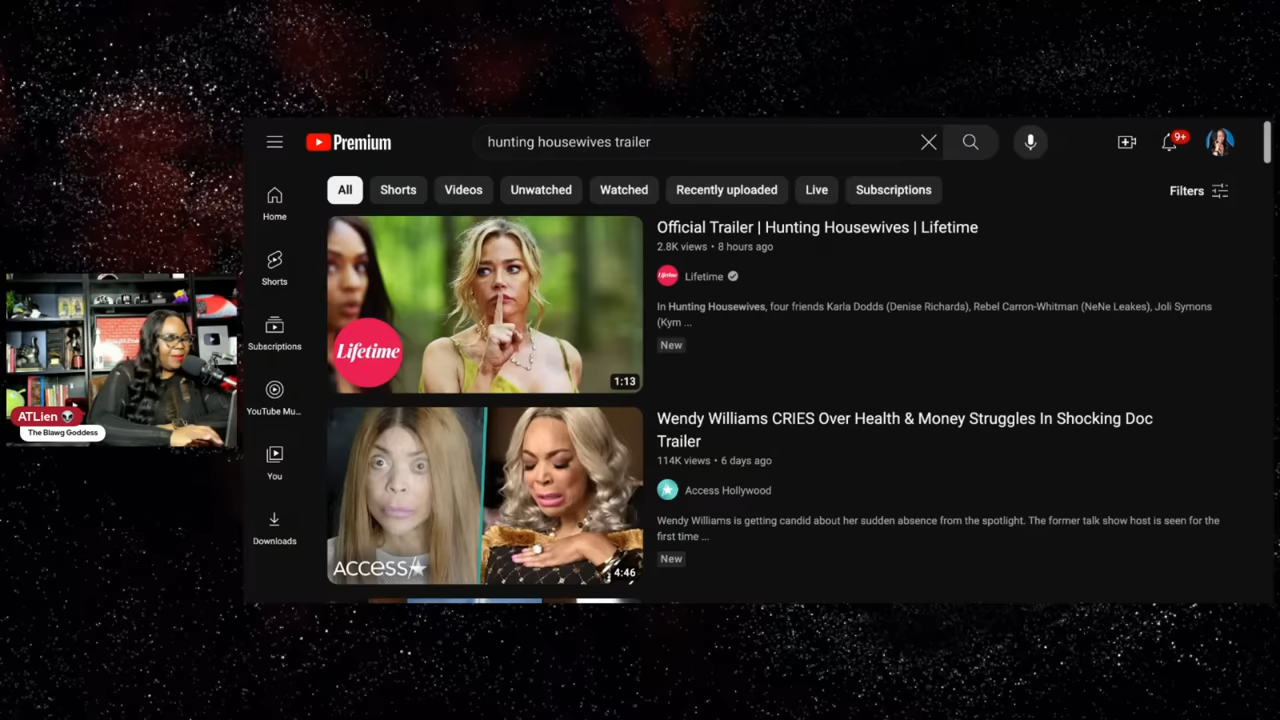 Premium
hunting housewives trailer
9+
All
Shorts
Videos
Unwatched
Watched
Recently uploaded
Live
Subscriptions
Filters
Home
Shorts
Subscriptions
YouTube Mu...
You
Downloads
Lifetime
1:13
Official Trailer | Hunting Housewives | Lifetime
2.8K views • 8 hours ago
Lifetime
Lifetime
In Hunting Housewives, four friends Karla Dodds (Denise Richards), Rebel Carron-Whitman (NeNe Leakes), Joli Symons
(Kym ...
New
ACCESS
4:46
Wendy Williams CRIES Over Health & Money Struggles In Shocking Doc
Trailer
114K views • 6 days ago
Access Hollywood
Wendy Williams is getting candid about her sudden absence from the spotlight. The former talk show host is seen for the
first time ...
New
ATLien
The Blawg Goddess